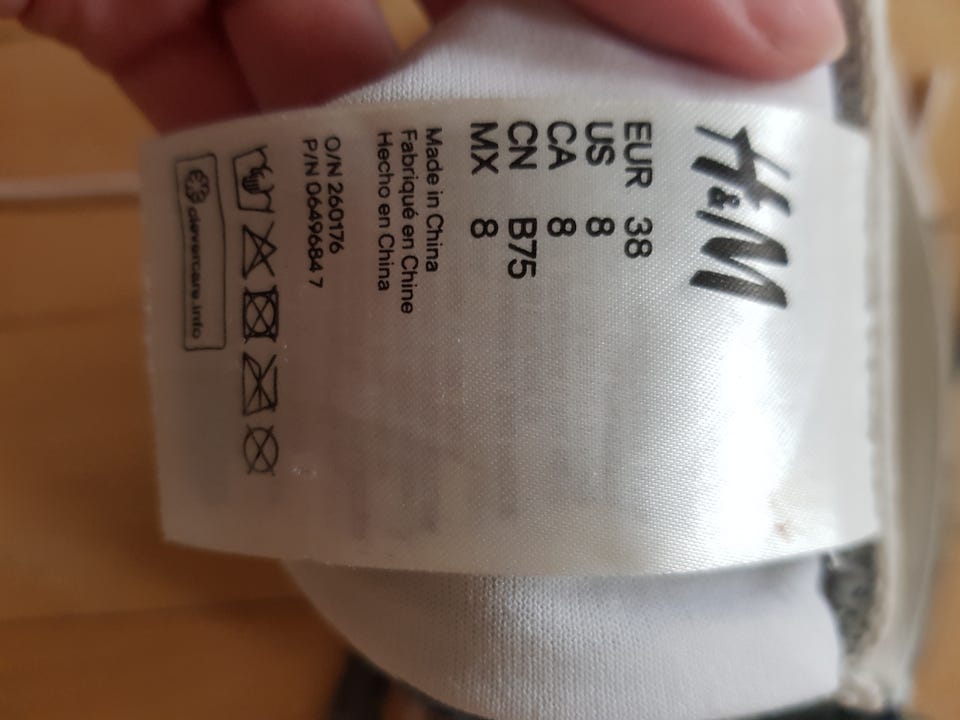 H&M
EUR 38
US 8
CA 8
CN B75
MX 8
Made in China
Fabriqué en Chine
Hecho en China
O/N 260176
P/N 0649684 7
clevercare.info